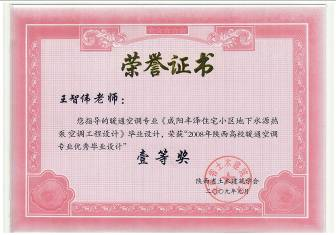 荣誉证书
王智伟老师：
您指导的暖通空调专业《咸阳丰泽住宅小区地下水源热
泵空调工程设计》毕业设计，荣获“2008年陕西高校暖通空调
专业优秀毕业设计”
壹等奖
陕西省土木建筑学会
二〇〇九年元月